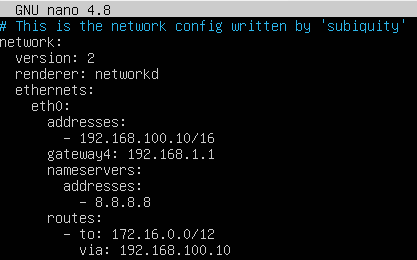 GNU nano 4.8
# This is the network config written by 'subiquity'
network:
  version: 2
  renderer: networkd
  ethernets:
    eth0:
      addresses:
        - 192.168.100.10/16
      gateway4: 192.168.1.1
      nameservers:
        addresses:
          - 8.8.8.8
      routes:
        - to: 172.16.0.0/12
          via: 192.168.100.10